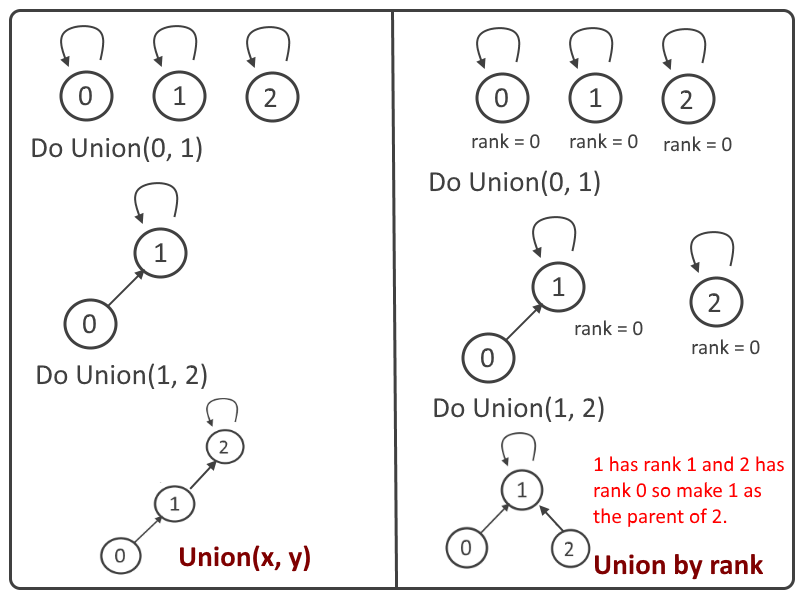 0 1 2
Do Union(0, 1)
1
0
Do Union(1, 2)
2
1
0
Union(x, y)
0 1 2
rank = 0 rank = 0 rank = 0
Do Union(0, 1)
1
2
rank = 0
0
rank = 0
Do Union(1, 2)
1
0 2
1 has rank 1 and 2 has
rank 0 so make 1 as
the parent of 2.
Union by rank